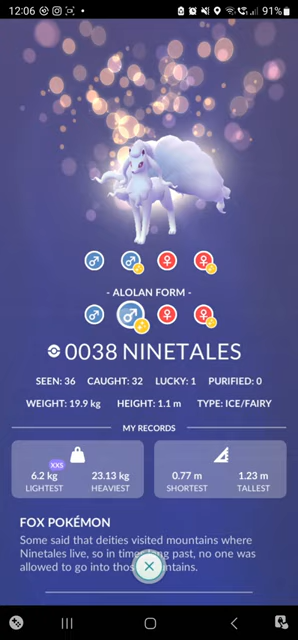 12:06 91%
- ALOLAN FORM -
0038 NINETALES
SEEN: 36 CAUGHT: 32 LUCKY: 1 PURIFIED: 0
WEIGHT: 19.9 kg HEIGHT: 1.1 m TYPE: ICE/FAIRY
MY RECORDS
XXS
6.2 kg 23.13 kg 0.77 m 1.23 m
LIGHTEST HEAVIEST SHORTEST TALLEST
FOX POKÉMON
Some said that deities visited mountains where
Ninetales live, so in times long past, no one was
allowed to go into those mountains.